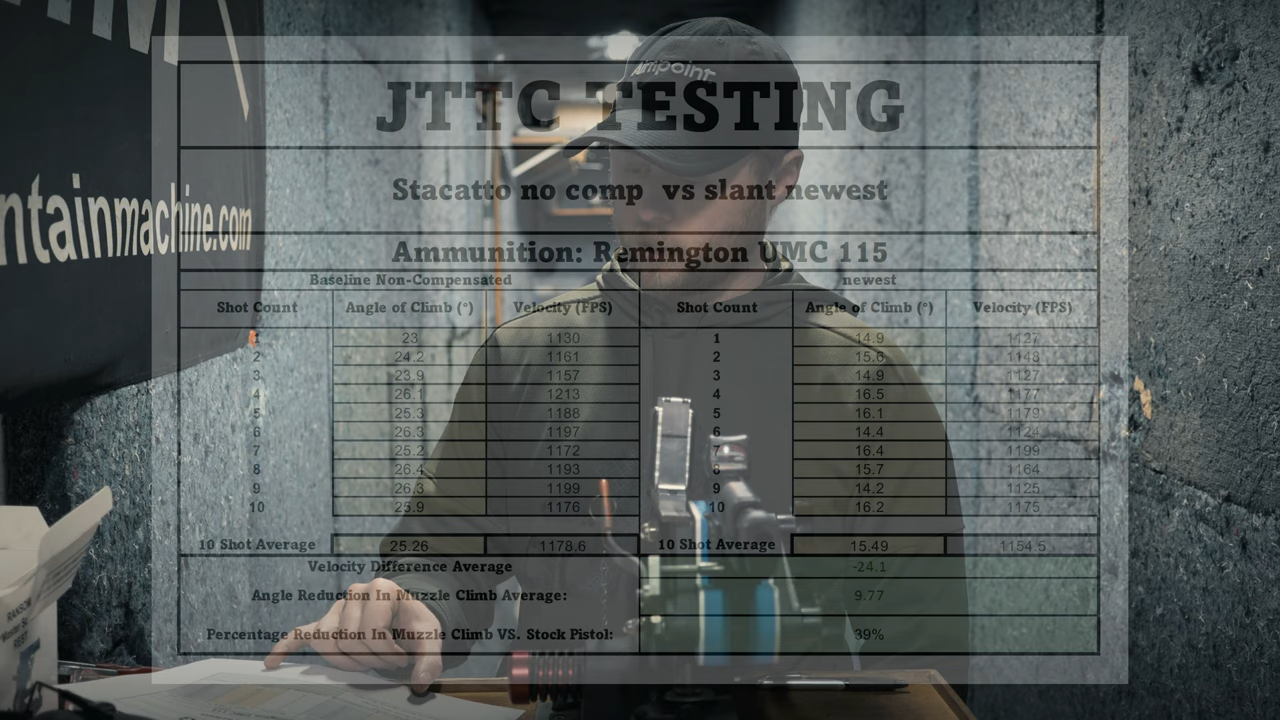 ntainmachine.com
Aimpoint
JTTC TESTING
Stacatto no comp vs slant newest
Ammunition: Remington UMC 115
Baseline Non-Compensated newest
Shot Count Angle of Climb (°) Velocity (FPS) Shot Count Angle of Climb (°) Velocity (FPS)
1 23 1130 1 14.9 1127
2 24.2 1161 2 15.6 1148
3 23.9 1157 3 14.9 1127
4 26.1 1213 4 16.5 1177
5 25.3 1188 5 16.1 1179
6 26.3 1197 6 14.4 1124
7 25.2 1172 7 16.4 1199
8 26.4 1193 8 15.7 1164
9 26.3 1199 9 14.2 1125
10 25.9 1176 10 16.2 1175
10 Shot Average 25.26 1178.6 10 Shot Average 15.49 1154.5
Velocity Difference Average -24.1
Angle Reduction In Muzzle Climb Average: 9.77
Percentage Reduction In Muzzle Climb VS. Stock Pistol: 39%
RANSOM
REST